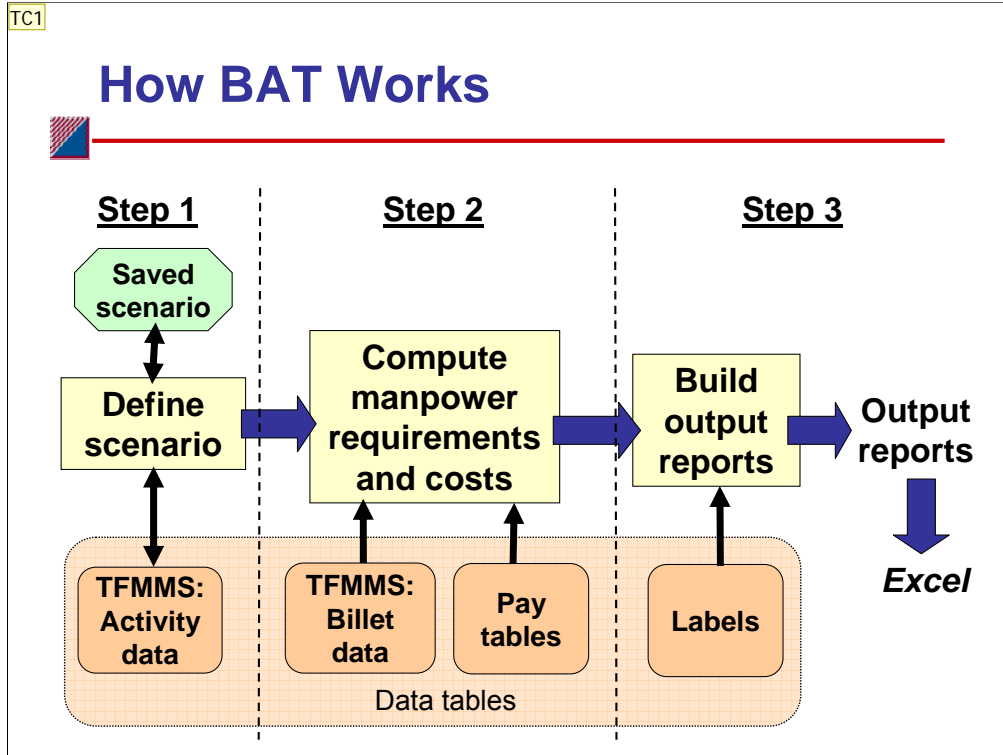 TC1
How BAT Works
Step 1
Step 2
Step 3
Saved
scenario
Define
scenario
Compute
manpower
requirements
and costs
Build
output
reports
Output
reports
Excel
TFMMS:
Activity
data
TFMMS:
Billet
data
Pay
tables
Labels
Data tables